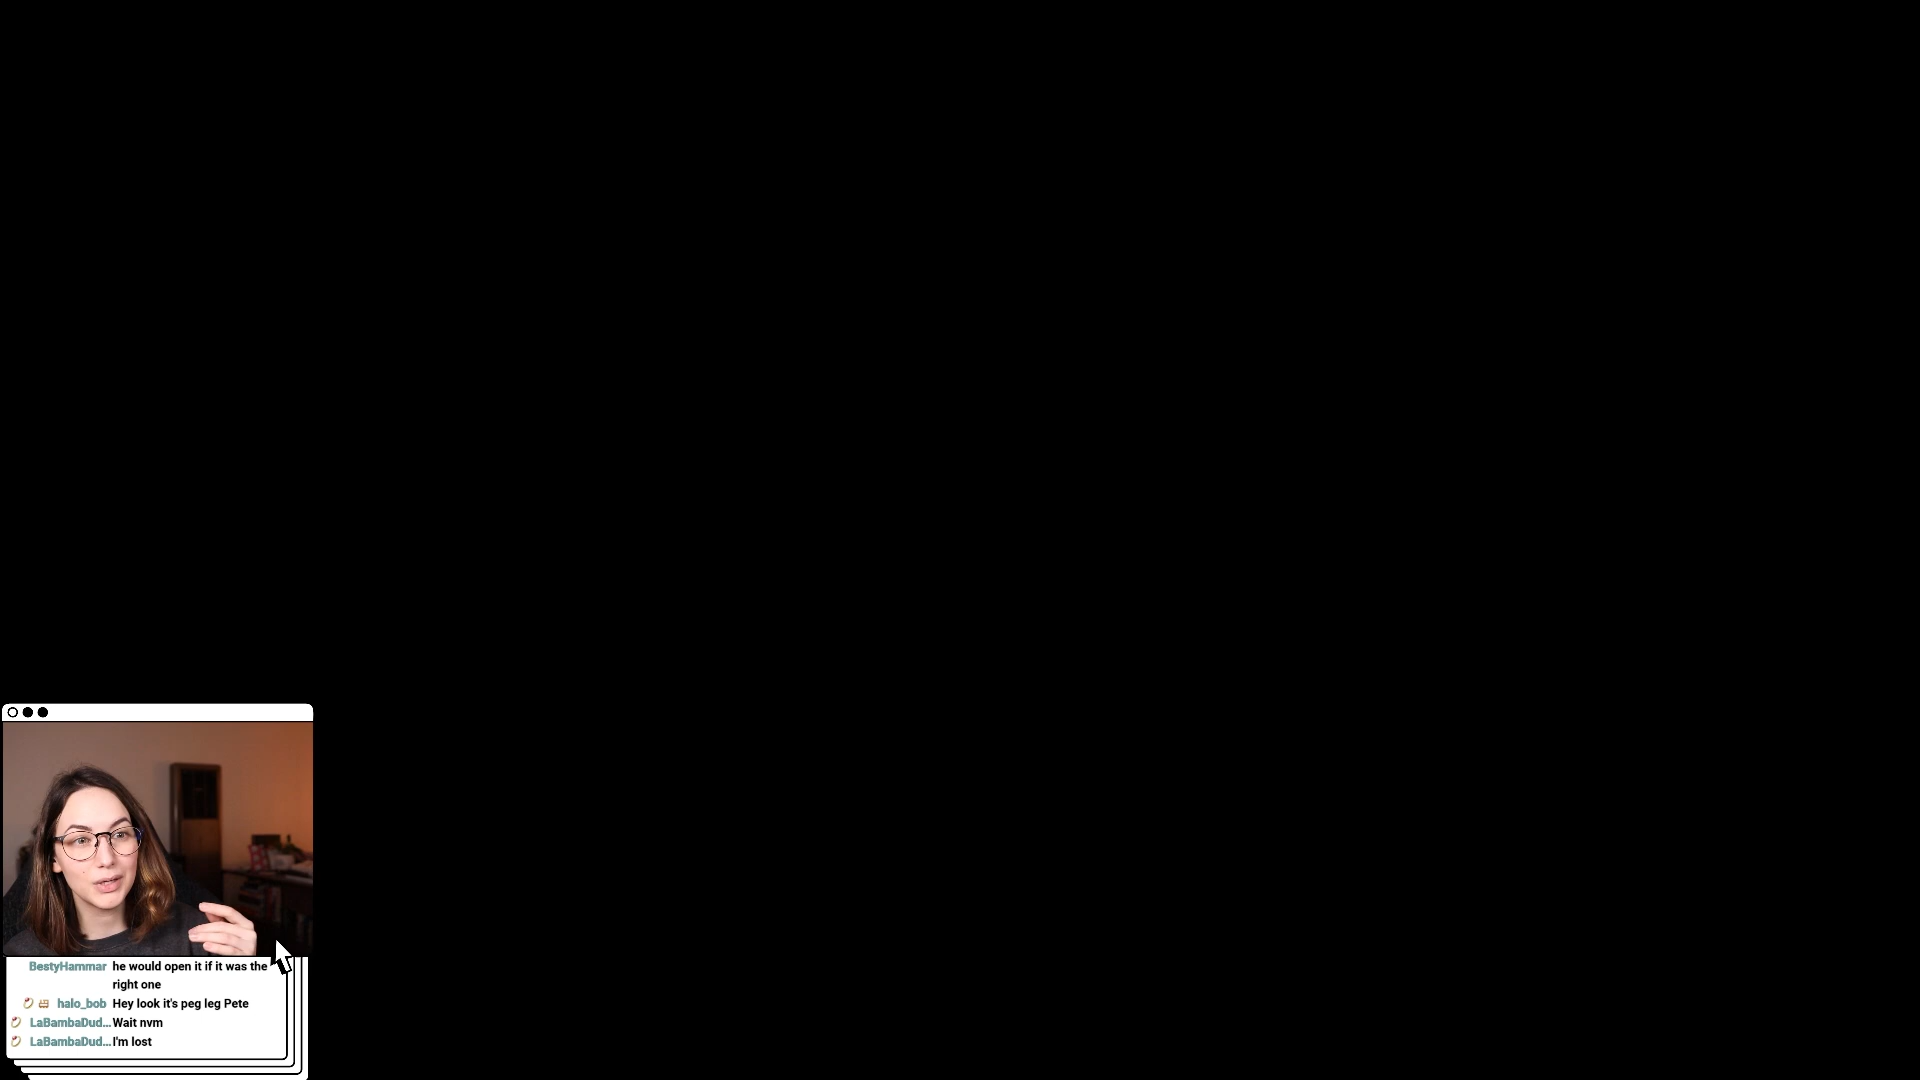 BestyHammar he would open it if it was the
right one
halo_bob Hey look it's peg leg Pete
LaBambaDud... Wait nvm
LaBambaDud... I'm lost